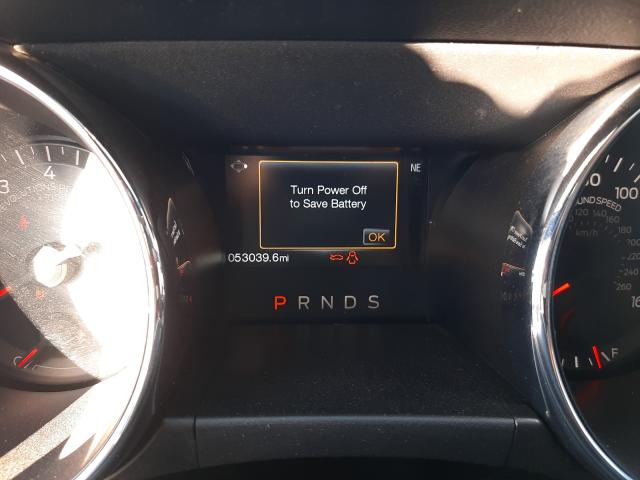 NE
Turn Power Off
to Save Battery
OK
053039.6mi
P R N D S
3
4
80
100
120 140
160
180
200
km/h
220
240
260
C
F